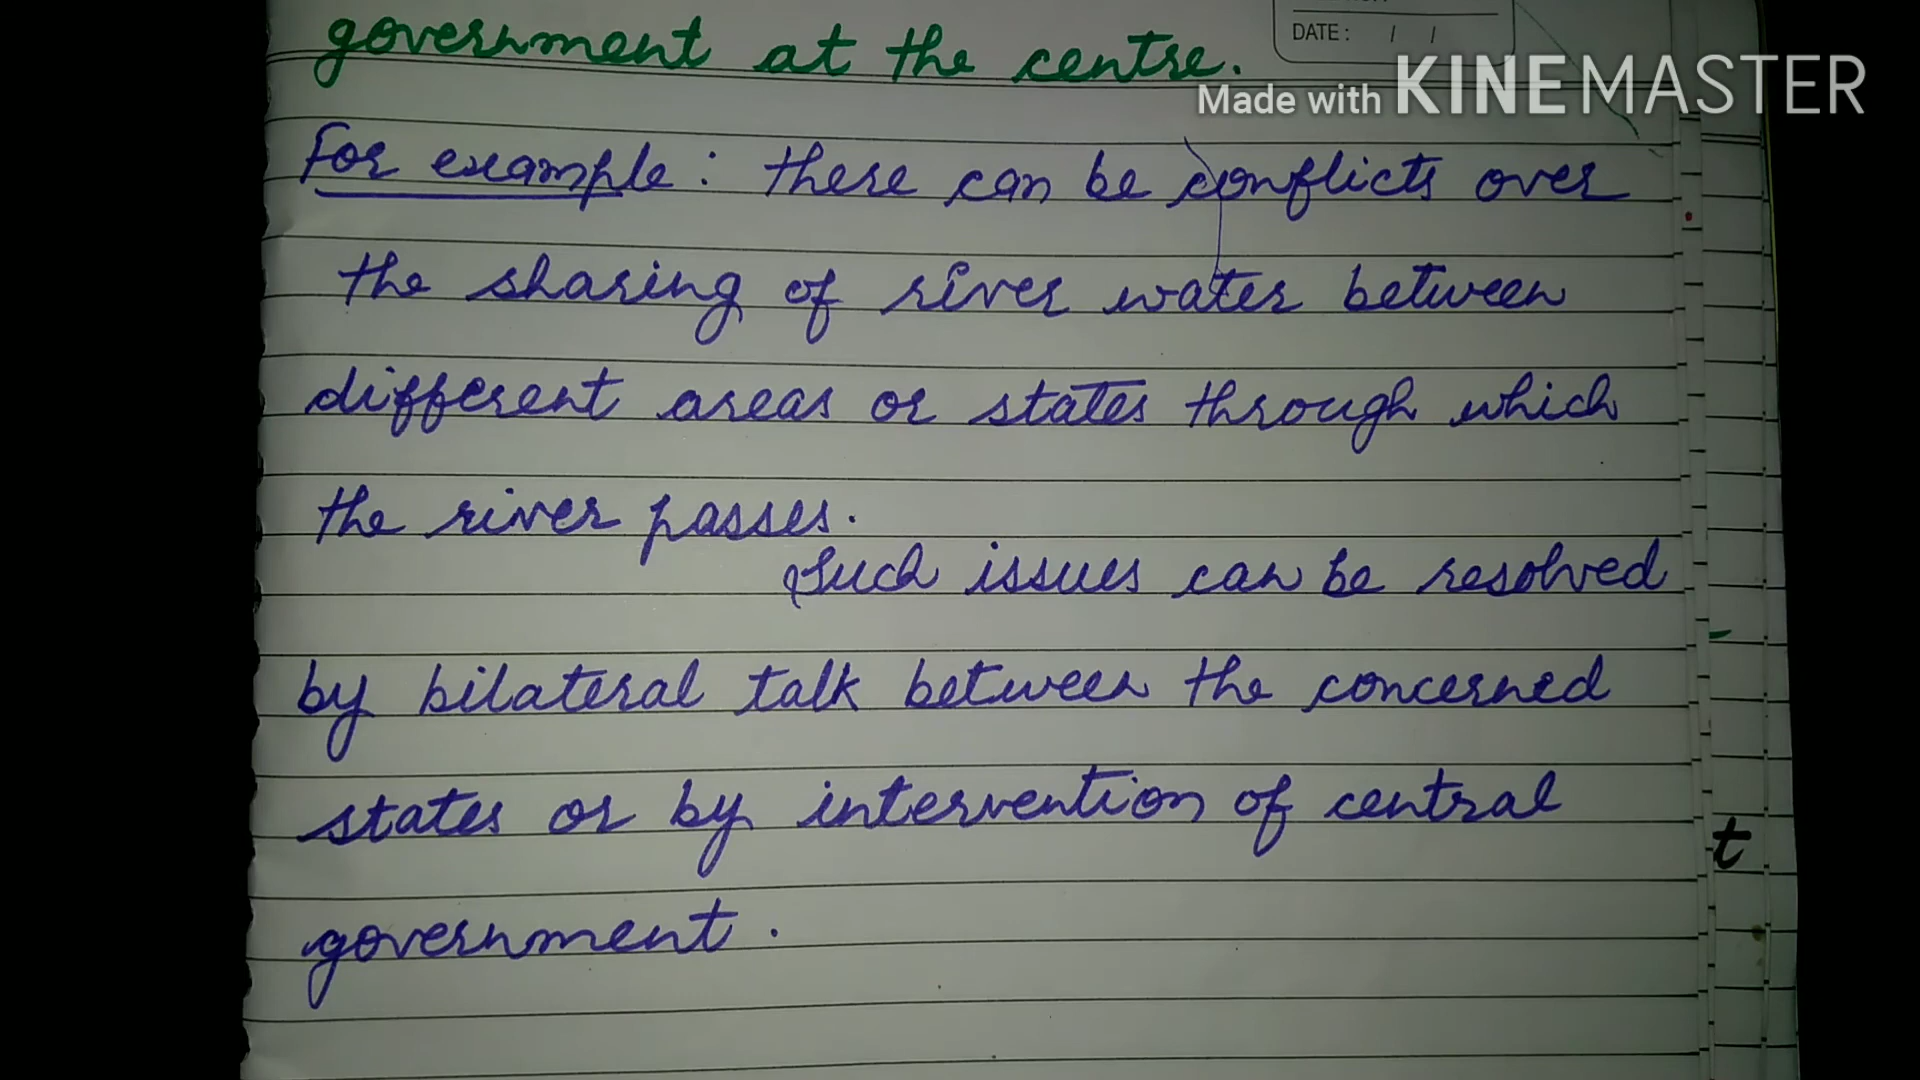 government at the centre.
DATE: / /
Made with KINEMASTER
For example: there can be conflicts over
the sharing of river water between
different areas or states through which
the river passes.
Such issues can be resolved
by bilateral talk between the concerned
states or by intervention of central
t
government.